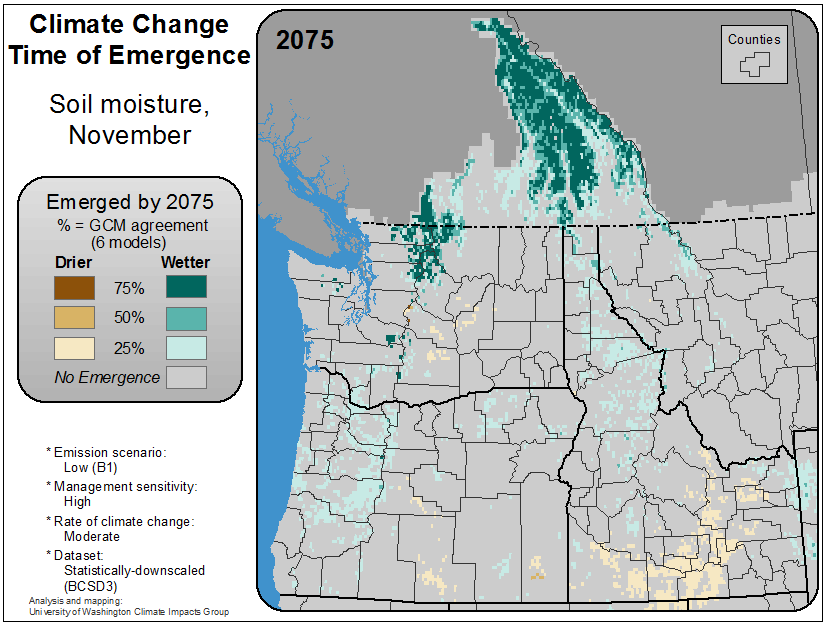 Climate Change
Time of Emergence
Soil moisture,
November
Emerged by 2075
% = GCM agreement
(6 models)
Drier Wetter
75%
50%
25%
No Emergence
* Emission scenario:
Low (B1)
* Management sensitivity:
High
* Rate of climate change:
Moderate
* Dataset:
Statistically-downscaled
(BCSD3)
Analysis and mapping:
University of Washington Climate Impacts Group
2075
Counties